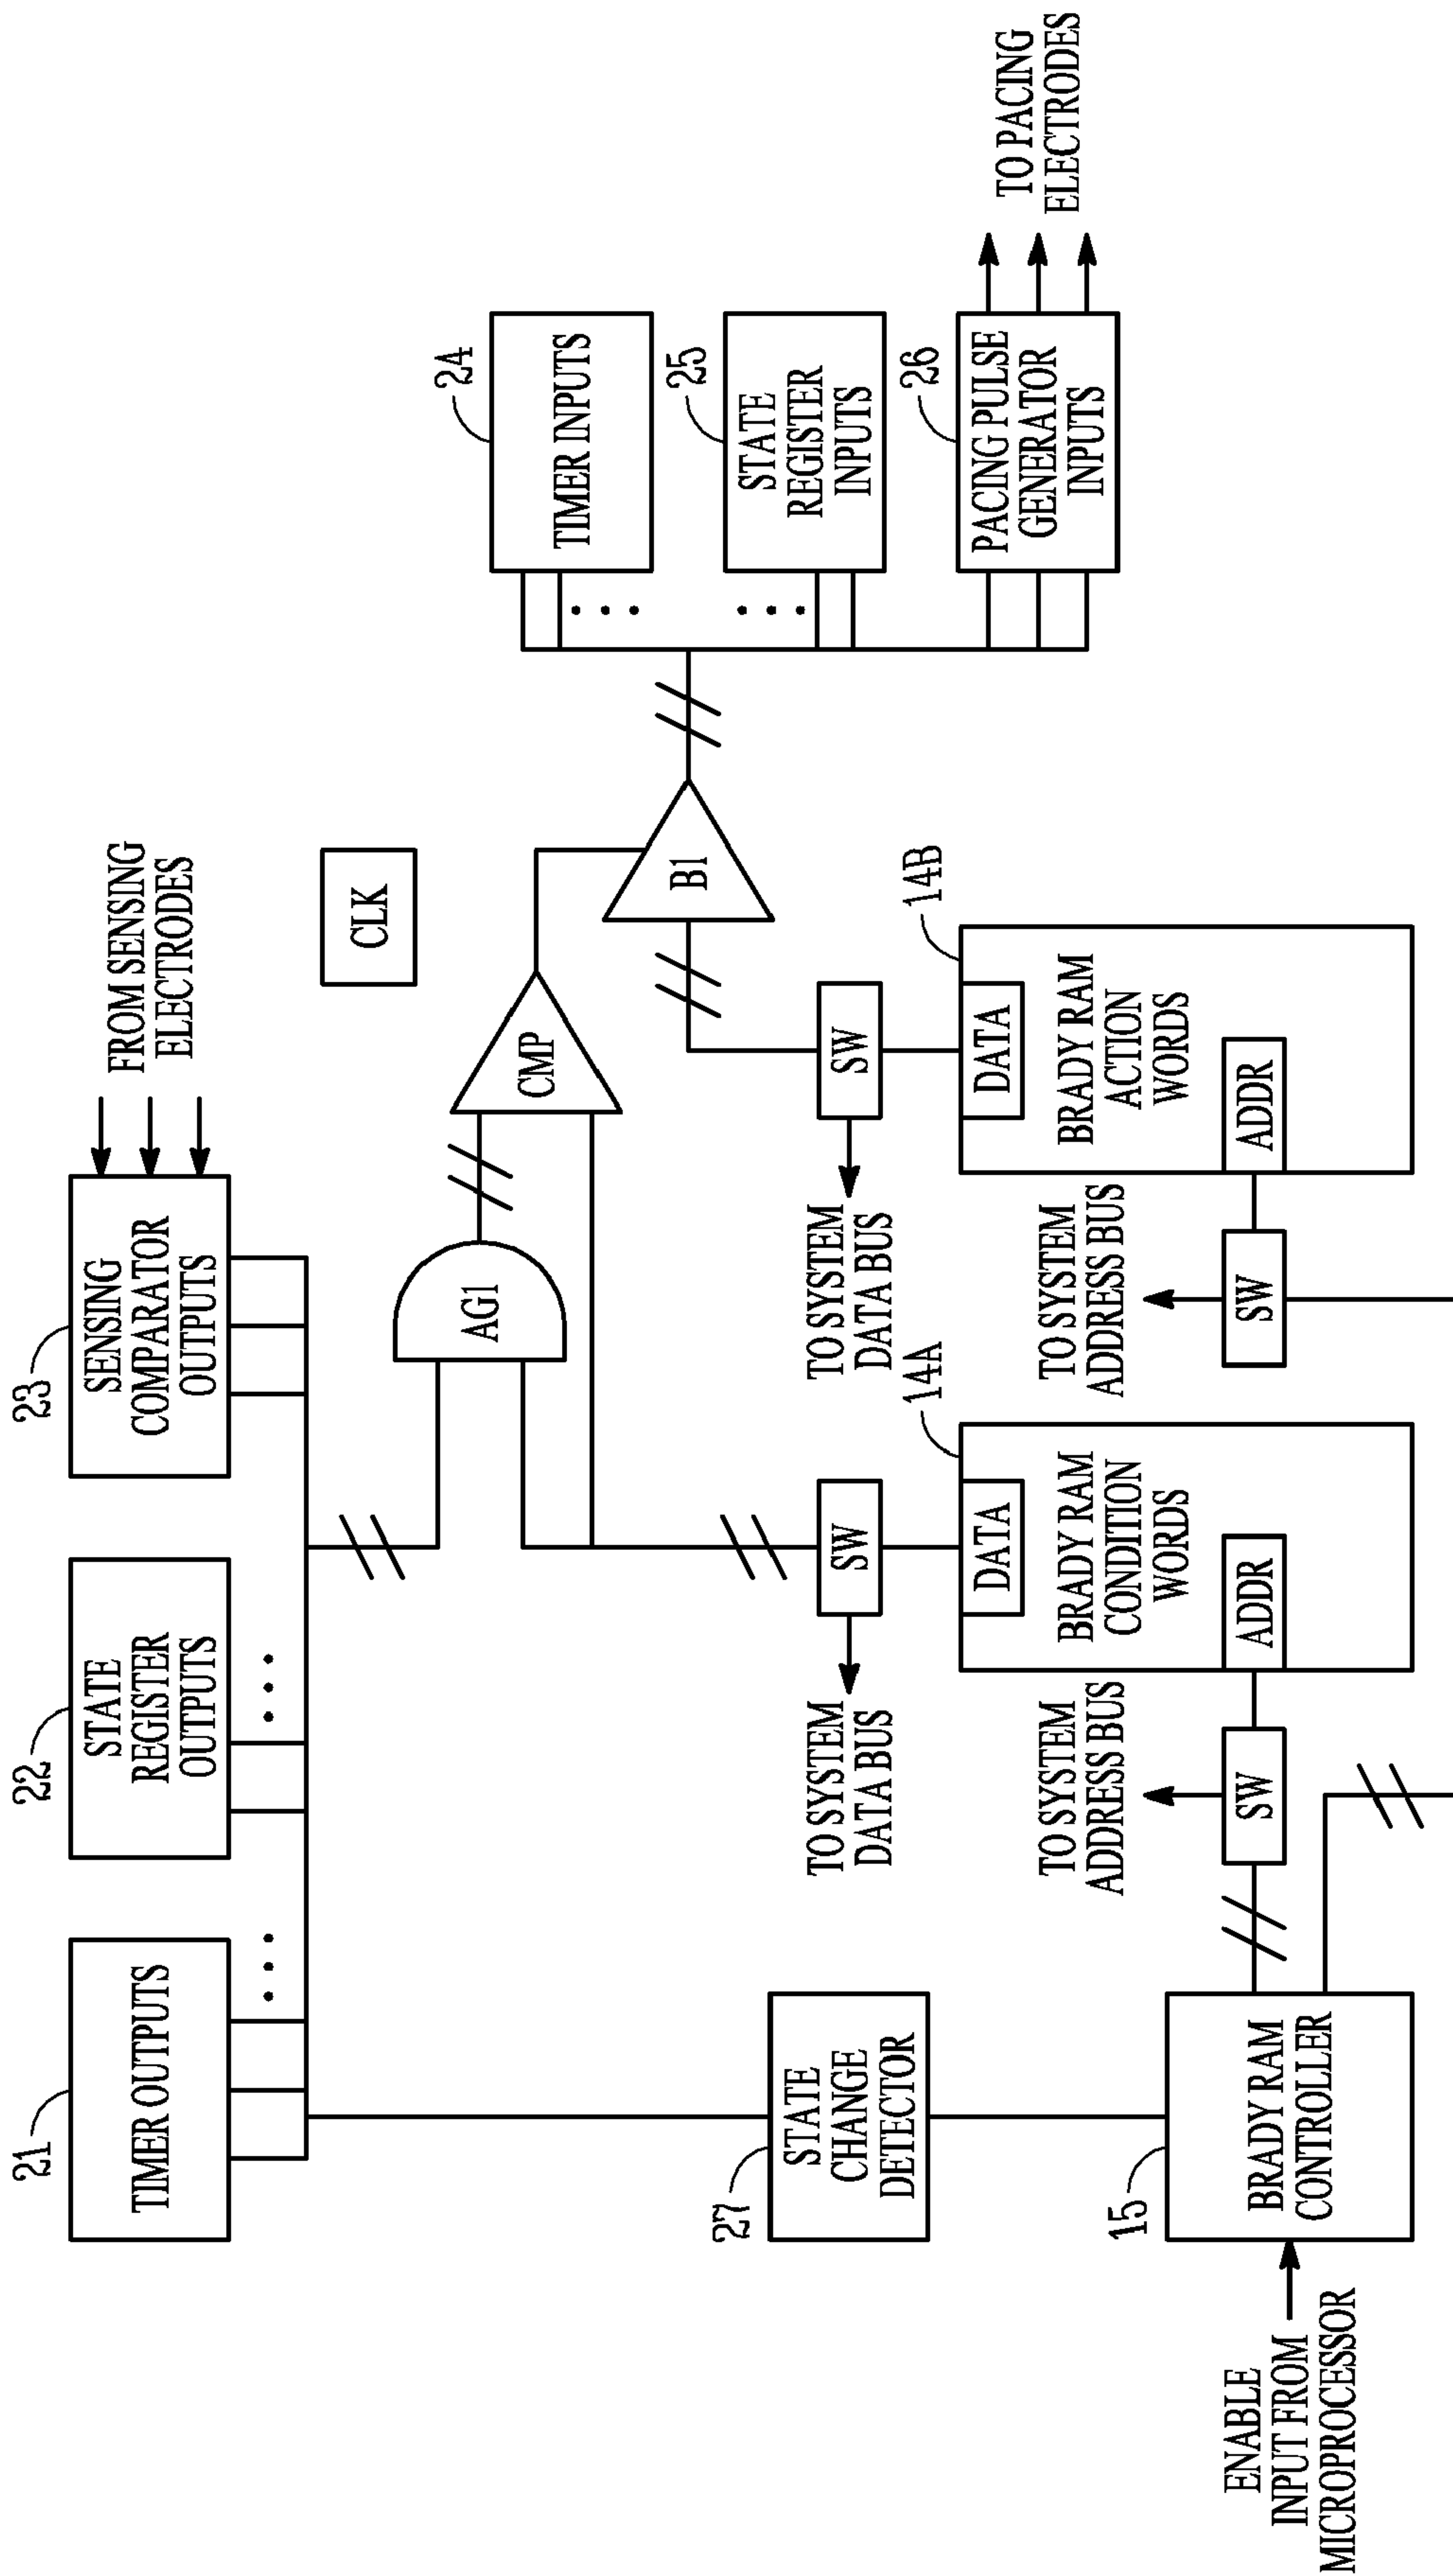 21
TIMER OUTPUTS
22
STATE
REGISTER
OUTPUTS
23
SENSING
COMPARATOR
OUTPUTS
FROM SENSING
ELECTRODES
CLK
AG1
CMP
B1
24
TIMER INPUTS
25
STATE
REGISTER
INPUTS
26
PACING PULSE
GENERATOR
INPUTS
TO PACING
ELECTRODES
27
STATE
CHANGE
DETECTOR
TO SYSTEM
DATA BUS
SW
TO SYSTEM
DATA BUS
SW
15
BRADY RAM
CONTROLLER
ENABLE
INPUT FROM
MICROPROCESSOR
TO SYSTEM
ADDRESS BUS
SW
14A
DATA
BRADY RAM
CONDITION
WORDS
ADDR
TO SYSTEM
ADDRESS BUS
SW
14B
DATA
BRADY RAM
ACTION
WORDS
ADDR